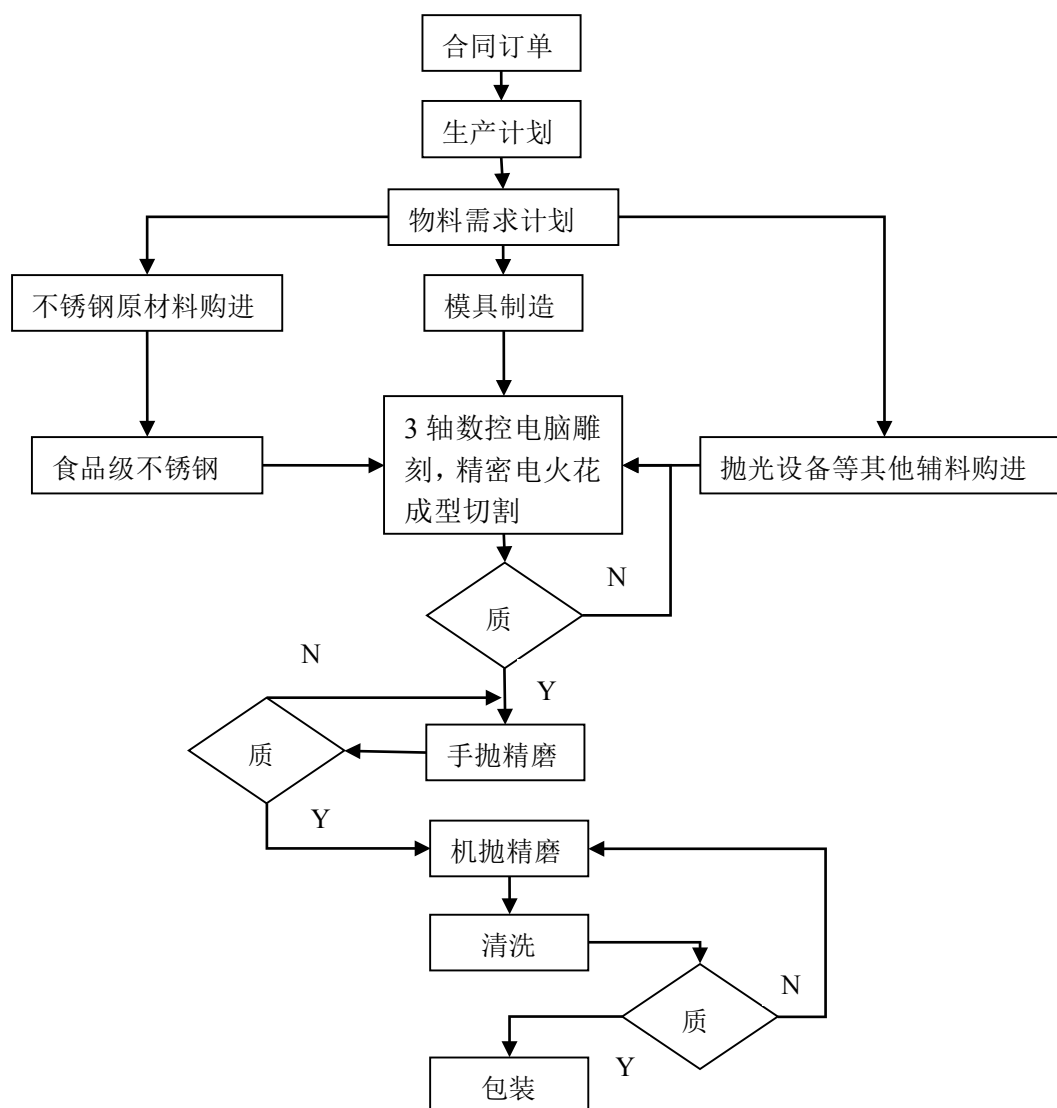 合同订单
生产计划
物料需求计划
不锈钢原材料购进
模具制造
3 轴数控电脑雕
刻，精密电火花
成型切割
食品级不锈钢
抛光设备等其他辅料购进
N
质
N
Y
质
手抛精磨
Y
机抛精磨
清洗
N
质
Y
包装